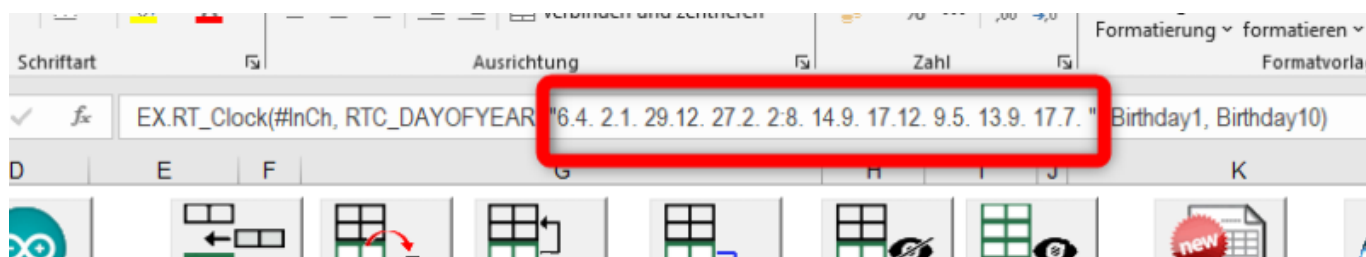 verbinden und zentrieren
% 000 ,00 →,0
Formatierung formatieren
Schriftart Ausrichtung Zahl Formatvorla
fx EX.RT_Clock(#InCh, RTC_DAYOFYEAR "6.4. 2.1. 29.12. 27.2. 2:8. 14.9. 17.12. 9.5. 13.9. 17.7. " Birthday1, Birthday10)
D E F G H I J K
new